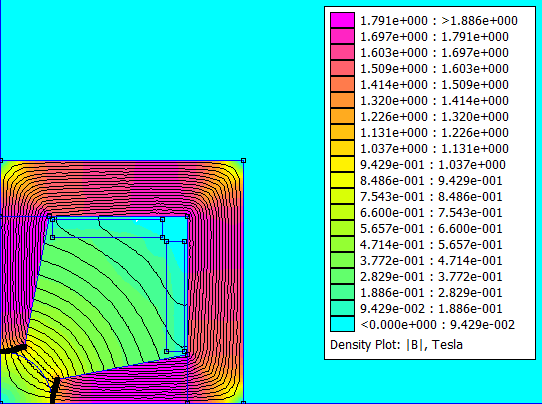 1.791e+000 : >1.886e+000
1.697e+000 : 1.791e+000
1.603e+000 : 1.697e+000
1.509e+000 : 1.603e+000
1.414e+000 : 1.509e+000
1.320e+000 : 1.414e+000
1.226e+000 : 1.320e+000
1.131e+000 : 1.226e+000
1.037e+000 : 1.131e+000
9.429e-001 : 1.037e+000
8.486e-001 : 9.429e-001
7.543e-001 : 8.486e-001
6.600e-001 : 7.543e-001
5.657e-001 : 6.600e-001
4.714e-001 : 5.657e-001
3.772e-001 : 4.714e-001
2.829e-001 : 3.772e-001
1.886e-001 : 2.829e-001
9.429e-002 : 1.886e-001
<0.000e+000 : 9.429e-002
Density Plot: |B|, Tesla